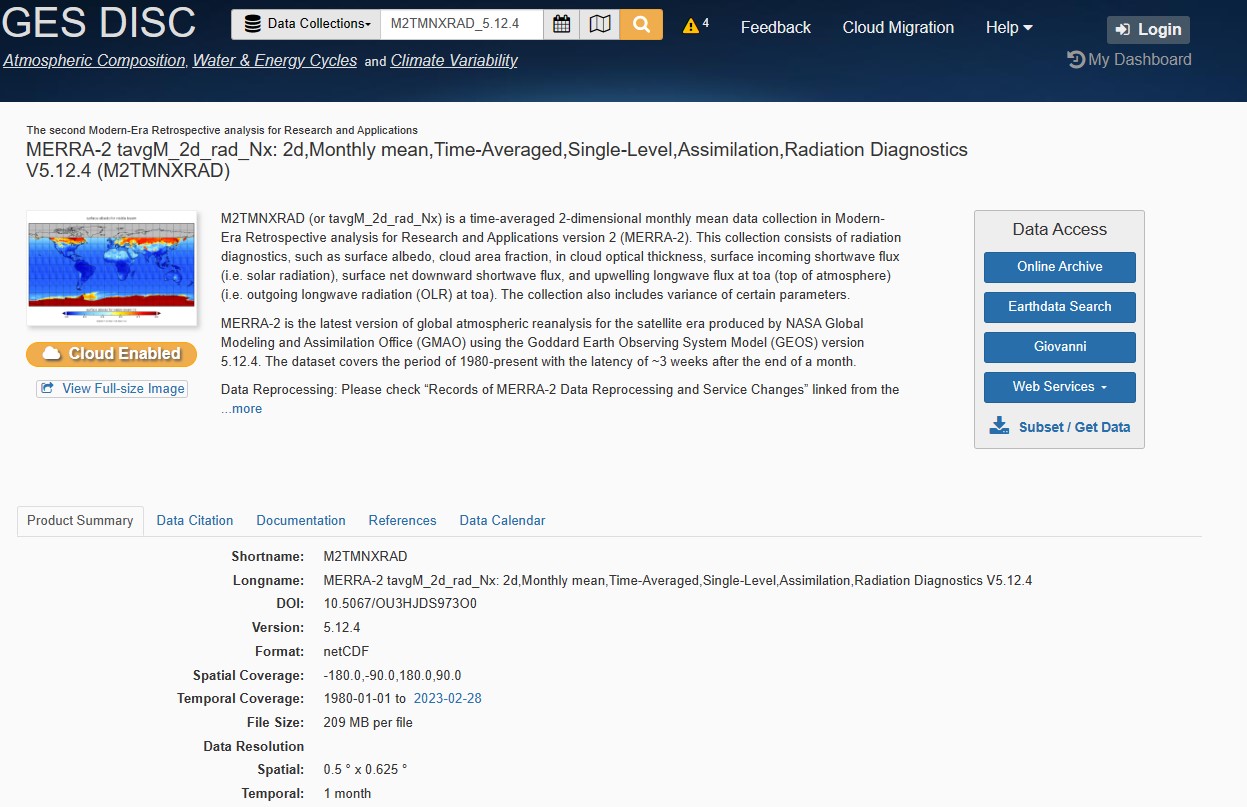 GES DISC
Data Collections
M2TMNXRAD_5.12.4
4
Feedback
Cloud Migration
Help
Login
Atmospheric Composition, Water & Energy Cycles and Climate Variability
My Dashboard
The second Modern-Era Retrospective analysis for Research and Applications
MERRA-2 tavgM_2d_rad_Nx: 2d,Monthly mean,Time-Averaged,Single-Level,Assimilation,Radiation Diagnostics
V5.12.4 (M2TMNXRAD)
M2TMNXRAD (or tavgM_2d_rad_Nx) is a time-averaged 2-dimensional monthly mean data collection in Modern-
Era Retrospective analysis for Research and Applications version 2 (MERRA-2). This collection consists of radiation
diagnostics, such as surface albedo, cloud area fraction, in cloud optical thickness, surface incoming shortwave flux
(i.e. solar radiation), surface net downward shortwave flux, and upwelling longwave flux at toa (top of atmosphere)
(i.e. outgoing longwave radiation (OLR) at toa). The collection also includes variance of certain parameters.
MERRA-2 is the latest version of global atmospheric reanalysis for the satellite era produced by NASA Global
Modeling and Assimilation Office (GMAO) using the Goddard Earth Observing System Model (GEOS) version
5.12.4. The dataset covers the period of 1980-present with the latency of ~3 weeks after the end of a month.
Data Reprocessing: Please check “Records of MERRA-2 Data Reprocessing and Service Changes” linked from the
...more
Cloud Enabled
View Full-size Image
Data Access
Online Archive
Earthdata Search
Giovanni
Web Services
Subset / Get Data
Product Summary
Data Citation
Documentation
References
Data Calendar
Shortname: M2TMNXRAD
Longname: MERRA-2 tavgM_2d_rad_Nx: 2d,Monthly mean,Time-Averaged,Single-Level,Assimilation,Radiation Diagnostics V5.12.4
DOI: 10.5067/OU3HJDS973O0
Version: 5.12.4
Format: netCDF
Spatial Coverage: -180.0,-90.0,180.0,90.0
Temporal Coverage: 1980-01-01 to 2023-02-28
File Size: 209 MB per file
Data Resolution
Spatial: 0.5 ° x 0.625 °
Temporal: 1 month